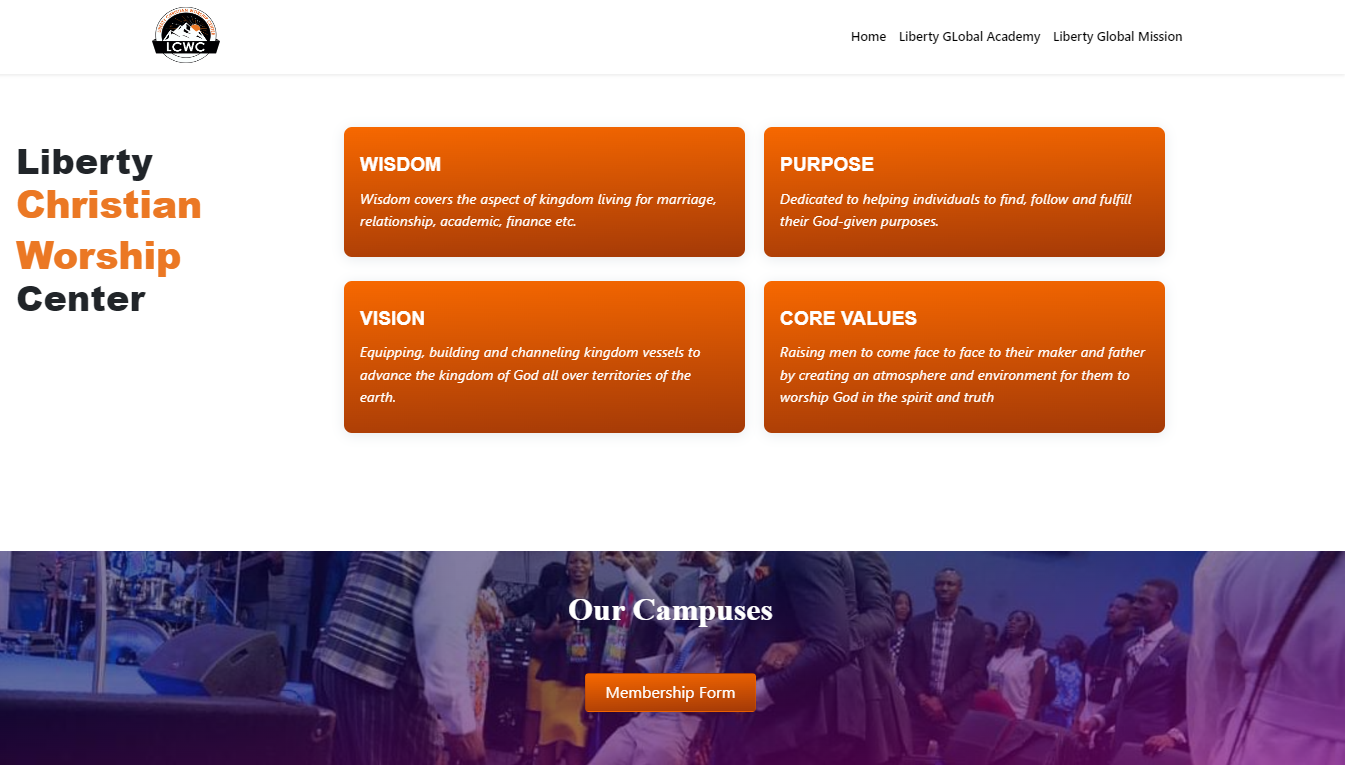 LCWC
Home Liberty GLobal Academy Liberty Global Mission
Liberty
Christian
Worship
Center
WISDOM
Wisdom covers the aspect of kingdom living for marriage,
relationship, academic, finance etc.
PURPOSE
Dedicated to helping individuals to find, follow and fulfill
their God-given purposes.
VISION
Equipping, building and channeling kingdom vessels to
advance the kingdom of God all over territories of the
earth.
CORE VALUES
Raising men to come face to face to their maker and father
by creating an atmosphere and environment for them to
worship God in the spirit and truth
Our Campuses
Membership Form